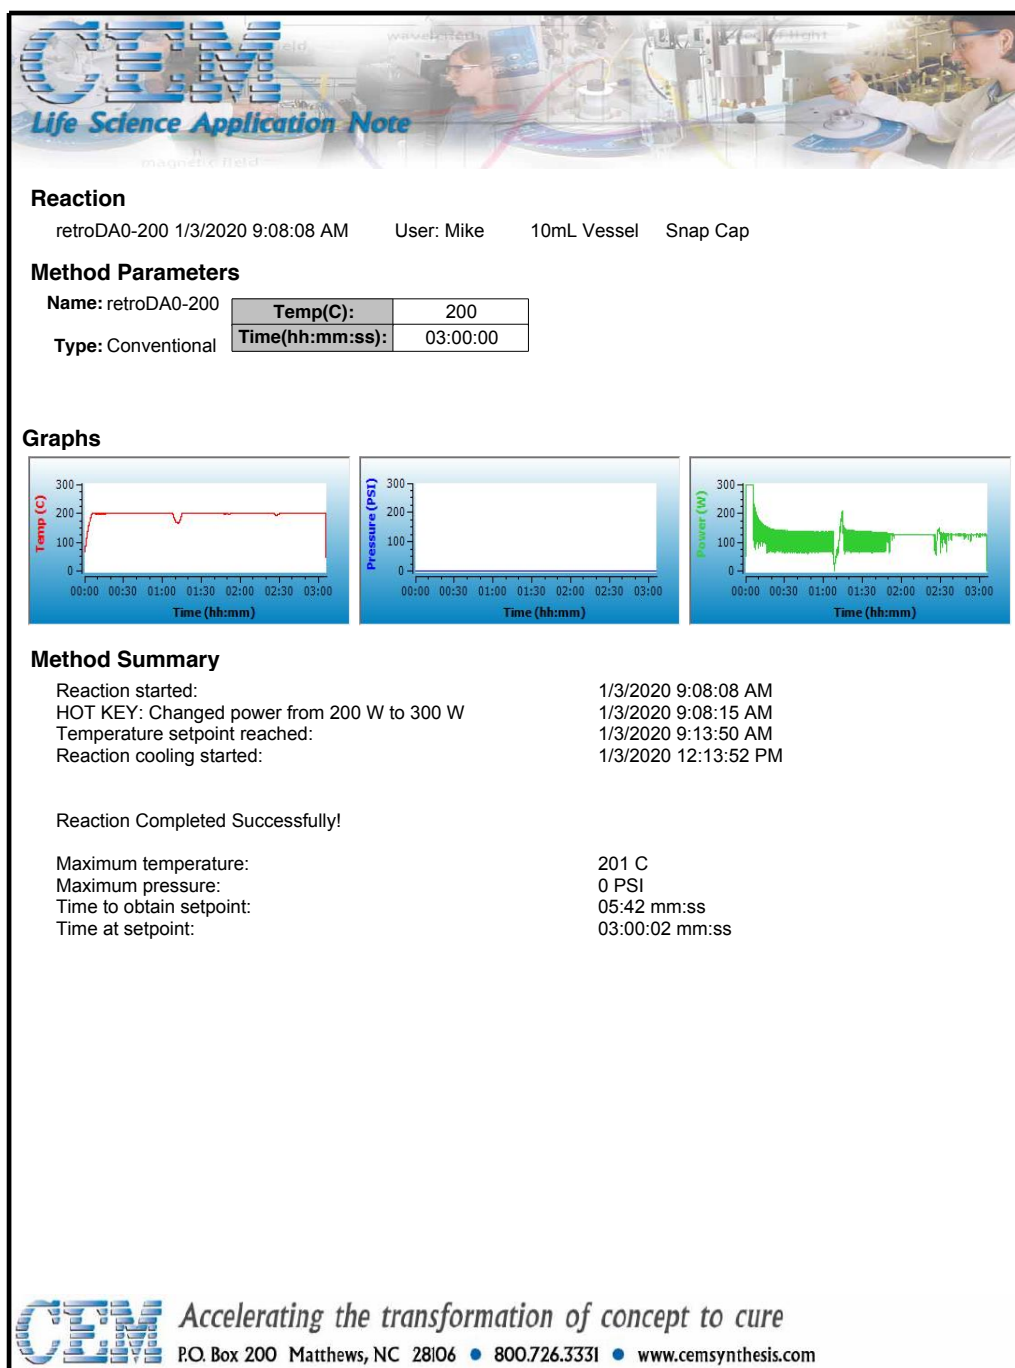 wavelength
speed of light
field
CEM
Life Science Application Note
magnetic field
Reaction
retroDA0-200 1/3/2020 9:08:08 AM User: Mike 10mL Vessel Snap Cap
Method Parameters
Name: retroDA0-200
Temp(C): 200
Time(hh:mm:ss): 03:00:00
Type: Conventional
Graphs
Temp (C)
300
200
100
0
00:00 00:30 01:00 01:30 02:00 02:30 03:00
Time (hh:mm)
Pressure (PSI)
300
200
100
0
00:00 00:30 01:00 01:30 02:00 02:30 03:00
Time (hh:mm)
Power (W)
300
200
100
0
00:00 00:30 01:00 01:30 02:00 02:30 03:00
Time (hh:mm)
Method Summary
Reaction started: 1/3/2020 9:08:08 AM
HOT KEY: Changed power from 200 W to 300 W 1/3/2020 9:08:15 AM
Temperature setpoint reached: 1/3/2020 9:13:50 AM
Reaction cooling started: 1/3/2020 12:13:52 PM
Reaction Completed Successfully!
Maximum temperature: 201 C
Maximum pressure: 0 PSI
Time to obtain setpoint: 05:42 mm:ss
Time at setpoint: 03:00:02 mm:ss
CEM
Accelerating the transformation of concept to cure
P.O. Box 200 Matthews, NC 28106 • 800.726.3331 • www.cemsynthesis.com